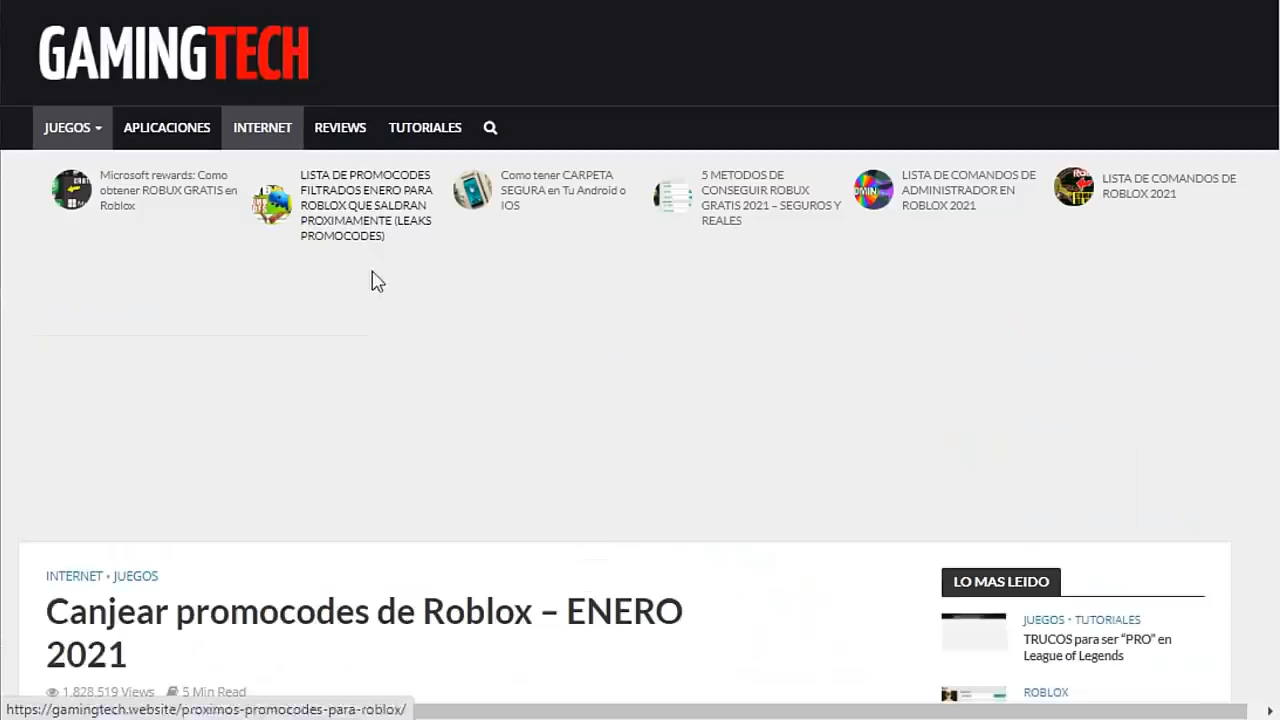 GAMINGTECH
JUEGOS APLICACIONES INTERNET REVIEWS TUTORIALES
Microsoft rewards: Como
obtener ROBUX GRATIS en
Roblox
LISTA DE PROMOCODES
FILTRADOS ENERO PARA
ROBLOX QUE SALDRAN
PROXIMAMENTE (LEAKS
PROMOCODES)
Como tener CARPETA
SEGURA en Tu Android o
IOS
5 METODOS DE
CONSEGUIR ROBUX
GRATIS 2021 – SEGUROS Y
REALES
LISTA DE COMANDOS DE
ADMINISTRADOR EN
ROBLOX 2021
LISTA DE COMANDOS DE
ROBLOX 2021
INTERNET • JUEGOS
Canjear promocodes de Roblox – ENERO
2021
1,828,519 Views 5 Min Read
LO MAS LEIDO
JUEGOS • TUTORIALES
TRUCOS para ser “PRO” en
League of Legends
ROBLOX
https://gamingtech.website/proximos-promocodes-para-roblox/